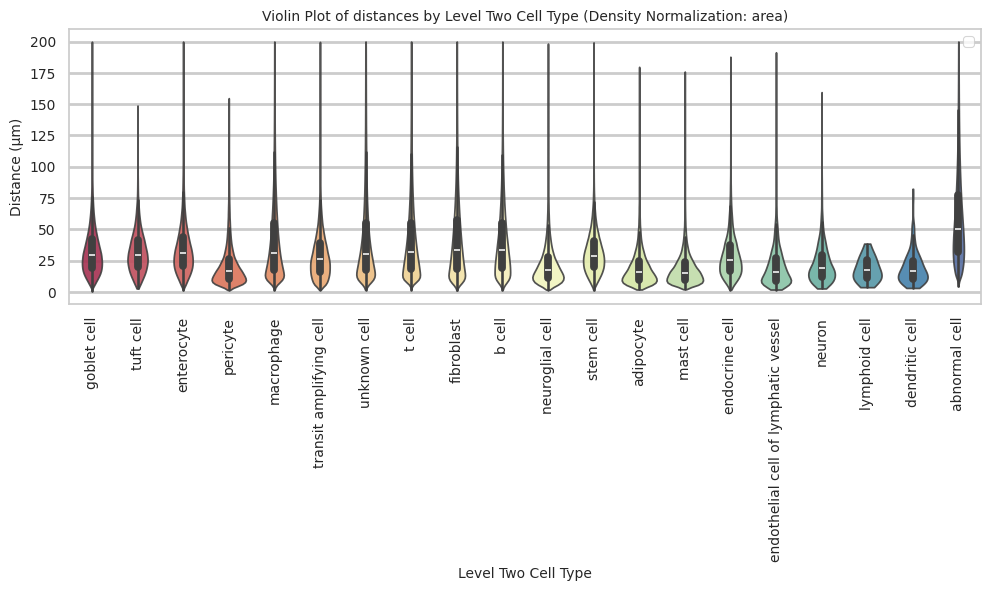 Violin Plot of distances by Level Two Cell Type (Density Normalization: area)
200
175
150
125
100
75
50
25
0
Distance (μm)
goblet cell
tuft cell
enterocyte
pericyte
macrophage
transit amplifying cell
unknown cell
t cell
fibroblast
b cell
neuroglial cell
stem cell
adipocyte
mast cell
endocrine cell
endothelial cell of lymphatic vessel
neuron
lymphoid cell
dendritic cell
abnormal cell
Level Two Cell Type